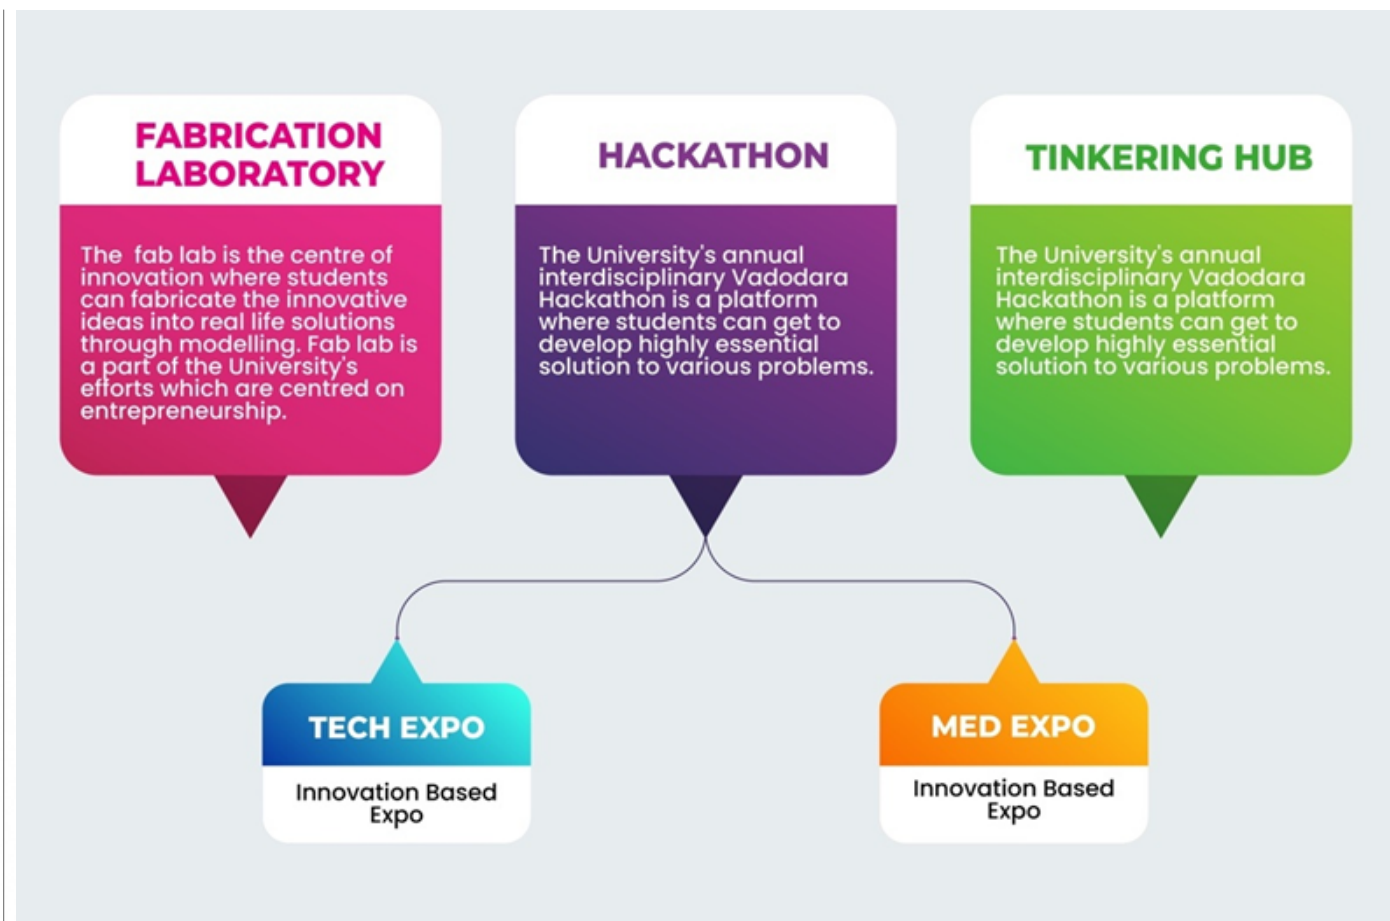 FABRICATION
LABORATORY
The  fab lab is the centre of
innovation where students
can fabricate the innovative
ideas into real life solutions
through modelling. Fab lab is
a part of the University's
efforts which are centred on
entrepreneurship.
HACKATHON
The University's annual
interdisciplinary Vadodara
Hackathon is a platform
where students can get to
develop highly essential
solution to various problems.
TINKERING HUB
The University's annual
interdisciplinary Vadodara
Hackathon is a platform
where students can get to
develop highly essential
solution to various problems.
TECH EXPO
Innovation Based
Expo
MED EXPO
Innovation Based
Expo